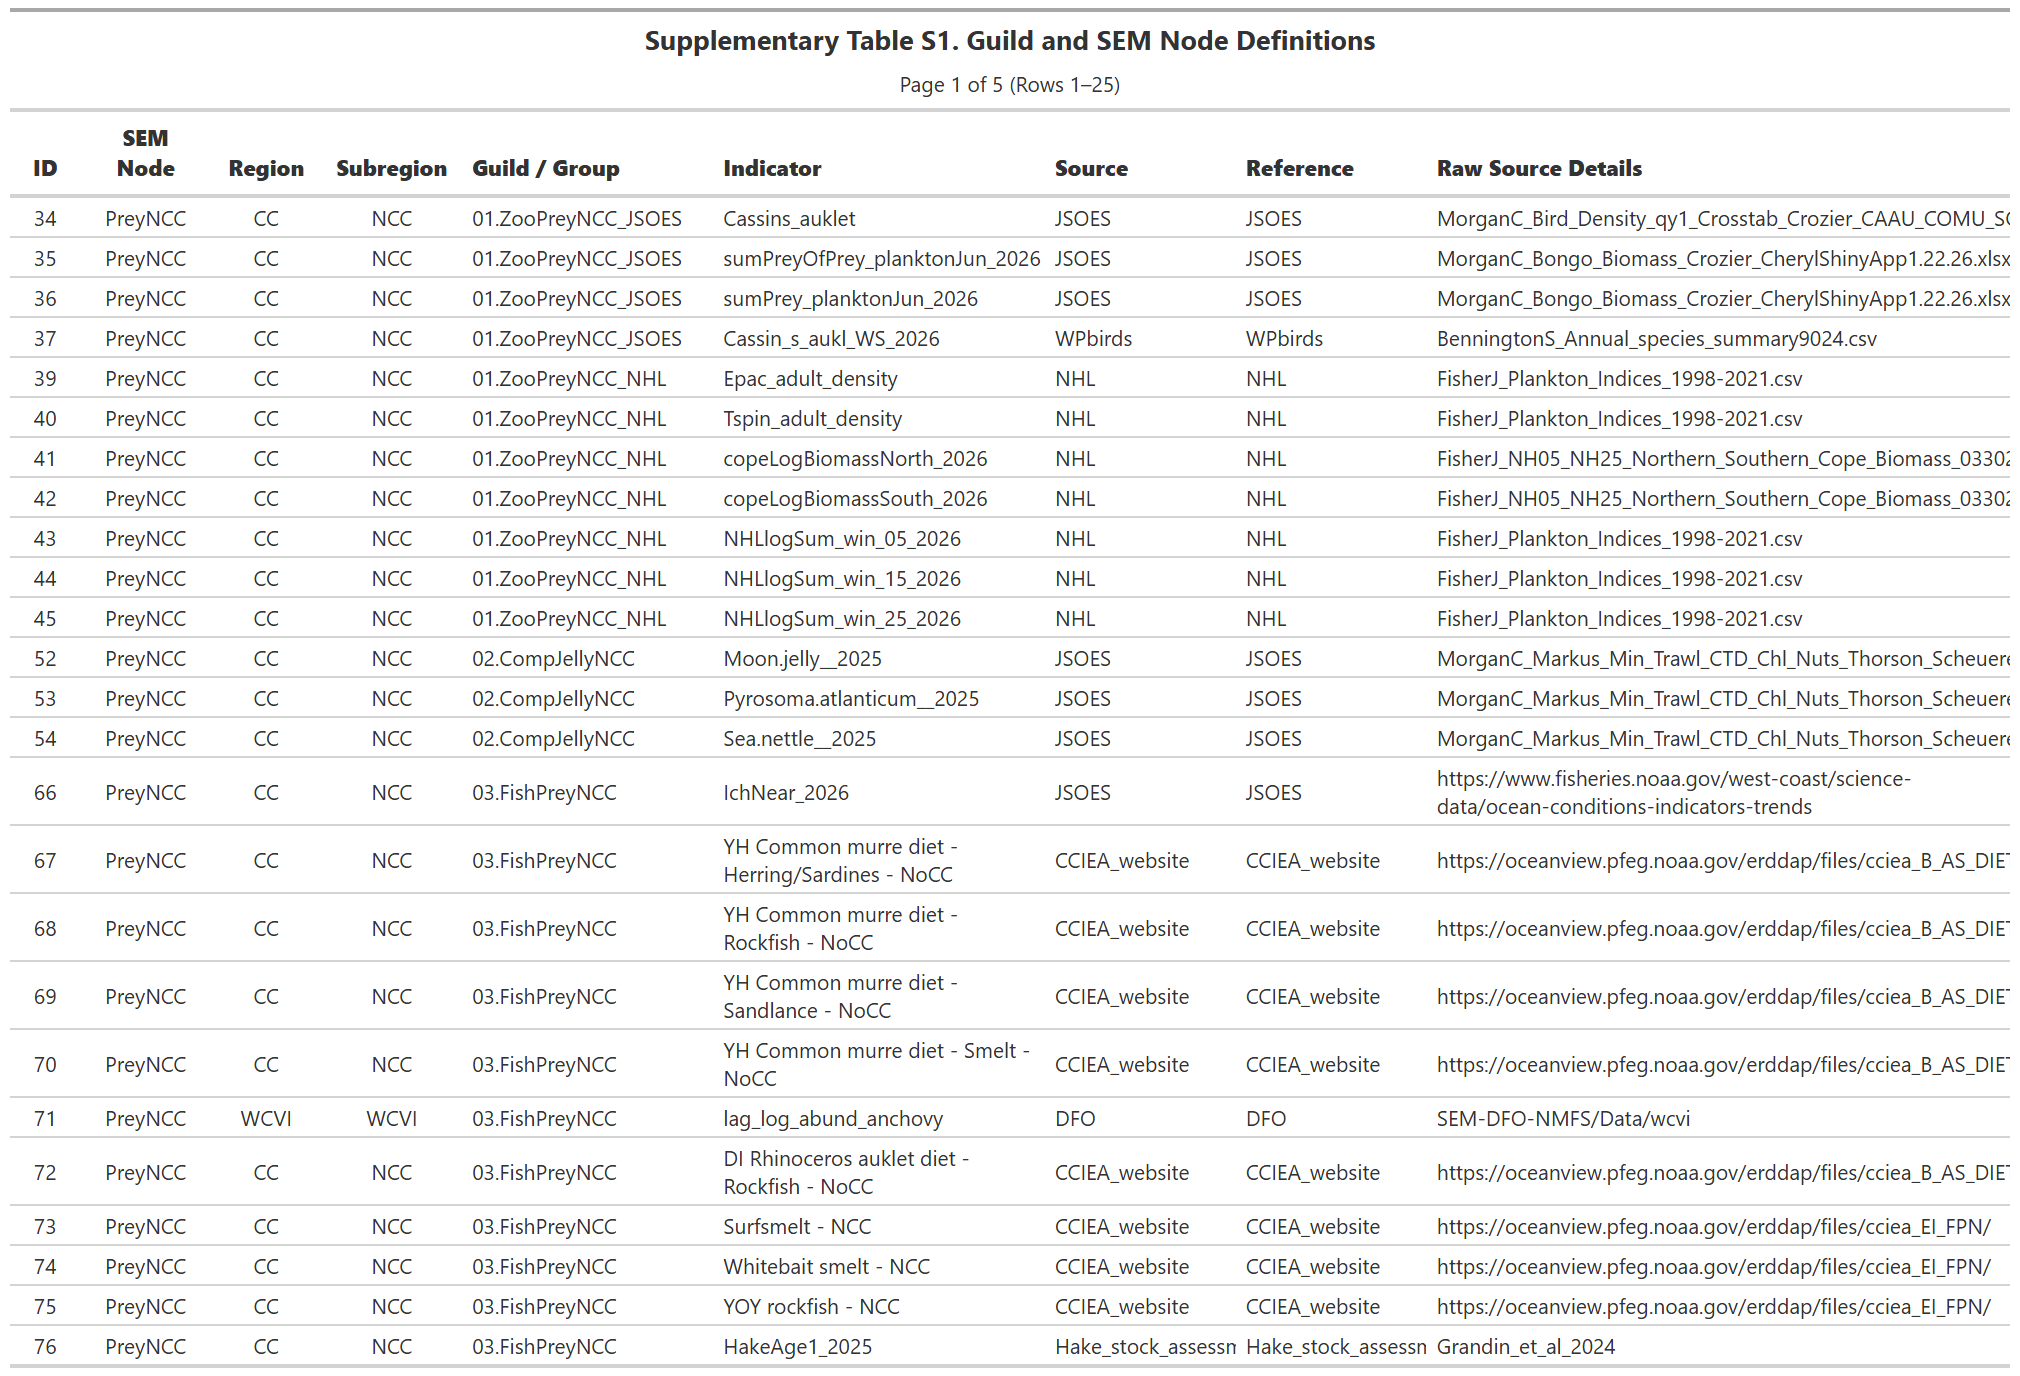 Supplementary Table S1. Guild and SEM Node Definitions
Page 1 of 5 (Rows 1–25)
ID SEM Node Region Subregion Guild / Group Indicator Source Reference Raw Source Details
34 PreyNCC CC NCC 01.ZooPreyNCC_JSOES Cassins_auklet JSOES JSOES MorganC_Bird_Density_qy1_Crosstab_Crozier_CAAU_COMU_SO
35 PreyNCC CC NCC 01.ZooPreyNCC_JSOES sumPreyOfPrey_planktonJun_2026 JSOES JSOES MorganC_Bongo_Biomass_Crozier_CherylShinyApp1.22.26.xlsx
36 PreyNCC CC NCC 01.ZooPreyNCC_JSOES sumPrey_planktonJun_2026 JSOES JSOES MorganC_Bongo_Biomass_Crozier_CherylShinyApp1.22.26.xlsx
37 PreyNCC CC NCC 01.ZooPreyNCC_JSOES Cassin_s_aukl_WS_2026 WPbirds WPbirds BenningtonS_Annual_species_summary9024.csv
39 PreyNCC CC NCC 01.ZooPreyNCC_NHL Epac_adult_density NHL NHL FisherJ_Plankton_Indices_1998-2021.csv
40 PreyNCC CC NCC 01.ZooPreyNCC_NHL Tspin_adult_density NHL NHL FisherJ_Plankton_Indices_1998-2021.csv
41 PreyNCC CC NCC 01.ZooPreyNCC_NHL copeLogBiomassNorth_2026 NHL NHL FisherJ_NH05_NH25_Northern_Southern_Cope_Biomass_03302
42 PreyNCC CC NCC 01.ZooPreyNCC_NHL copeLogBiomassSouth_2026 NHL NHL FisherJ_NH05_NH25_Northern_Southern_Cope_Biomass_03302
43 PreyNCC CC NCC 01.ZooPreyNCC_NHL NHLlogSum_win_05_2026 NHL NHL FisherJ_Plankton_Indices_1998-2021.csv
44 PreyNCC CC NCC 01.ZooPreyNCC_NHL NHLlogSum_win_15_2026 NHL NHL FisherJ_Plankton_Indices_1998-2021.csv
45 PreyNCC CC NCC 01.ZooPreyNCC_NHL NHLlogSum_win_25_2026 NHL NHL FisherJ_Plankton_Indices_1998-2021.csv
52 PreyNCC CC NCC 02.CompJellyNCC Moon.jelly__2025 JSOES JSOES MorganC_Markus_Min_Trawl_CTD_Chl_Nuts_Thorson_Scheuere
53 PreyNCC CC NCC 02.CompJellyNCC Pyrosoma.atlanticum__2025 JSOES JSOES MorganC_Markus_Min_Trawl_CTD_Chl_Nuts_Thorson_Scheuere
54 PreyNCC CC NCC 02.CompJellyNCC Sea.nettle__2025 JSOES JSOES MorganC_Markus_Min_Trawl_CTD_Chl_Nuts_Thorson_Scheuere
66 PreyNCC CC NCC 03.FishPreyNCC IchNear_2026 JSOES JSOES https://www.fisheries.noaa.gov/west-coast/science-
data/ocean-conditions-indicators-trends
67 PreyNCC CC NCC 03.FishPreyNCC YH Common murre diet -
Herring/Sardines - NoCC CCIEA_website CCIEA_website https://oceanview.pfeg.noaa.gov/erddap/files/cciea_B_AS_DIET
68 PreyNCC CC NCC 03.FishPreyNCC YH Common murre diet -
Rockfish - NoCC CCIEA_website CCIEA_website https://oceanview.pfeg.noaa.gov/erddap/files/cciea_B_AS_DIET
69 PreyNCC CC NCC 03.FishPreyNCC YH Common murre diet -
Sandlance - NoCC CCIEA_website CCIEA_website https://oceanview.pfeg.noaa.gov/erddap/files/cciea_B_AS_DIET
70 PreyNCC CC NCC 03.FishPreyNCC YH Common murre diet - Smelt -
NoCC CCIEA_website CCIEA_website https://oceanview.pfeg.noaa.gov/erddap/files/cciea_B_AS_DIET
71 PreyNCC WCVI WCVI 03.FishPreyNCC lag_log_abund_anchovy DFO DFO SEM-DFO-NMFS/Data/wcvi
72 PreyNCC CC NCC 03.FishPreyNCC DI Rhinoceros auklet diet -
Rockfish - NoCC CCIEA_website CCIEA_website https://oceanview.pfeg.noaa.gov/erddap/files/cciea_B_AS_DIET
73 PreyNCC CC NCC 03.FishPreyNCC Surfsmelt - NCC CCIEA_website CCIEA_website https://oceanview.pfeg.noaa.gov/erddap/files/cciea_EI_FPN/
74 PreyNCC CC NCC 03.FishPreyNCC Whitebait smelt - NCC CCIEA_website CCIEA_website https://oceanview.pfeg.noaa.gov/erddap/files/cciea_EI_FPN/
75 PreyNCC CC NCC 03.FishPreyNCC YOY rockfish - NCC CCIEA_website CCIEA_website https://oceanview.pfeg.noaa.gov/erddap/files/cciea_EI_FPN/
76 PreyNCC CC NCC 03.FishPreyNCC HakeAge1_2025 Hake_stock_assessm Hake_stock_assessm Grandin_et_al_2024